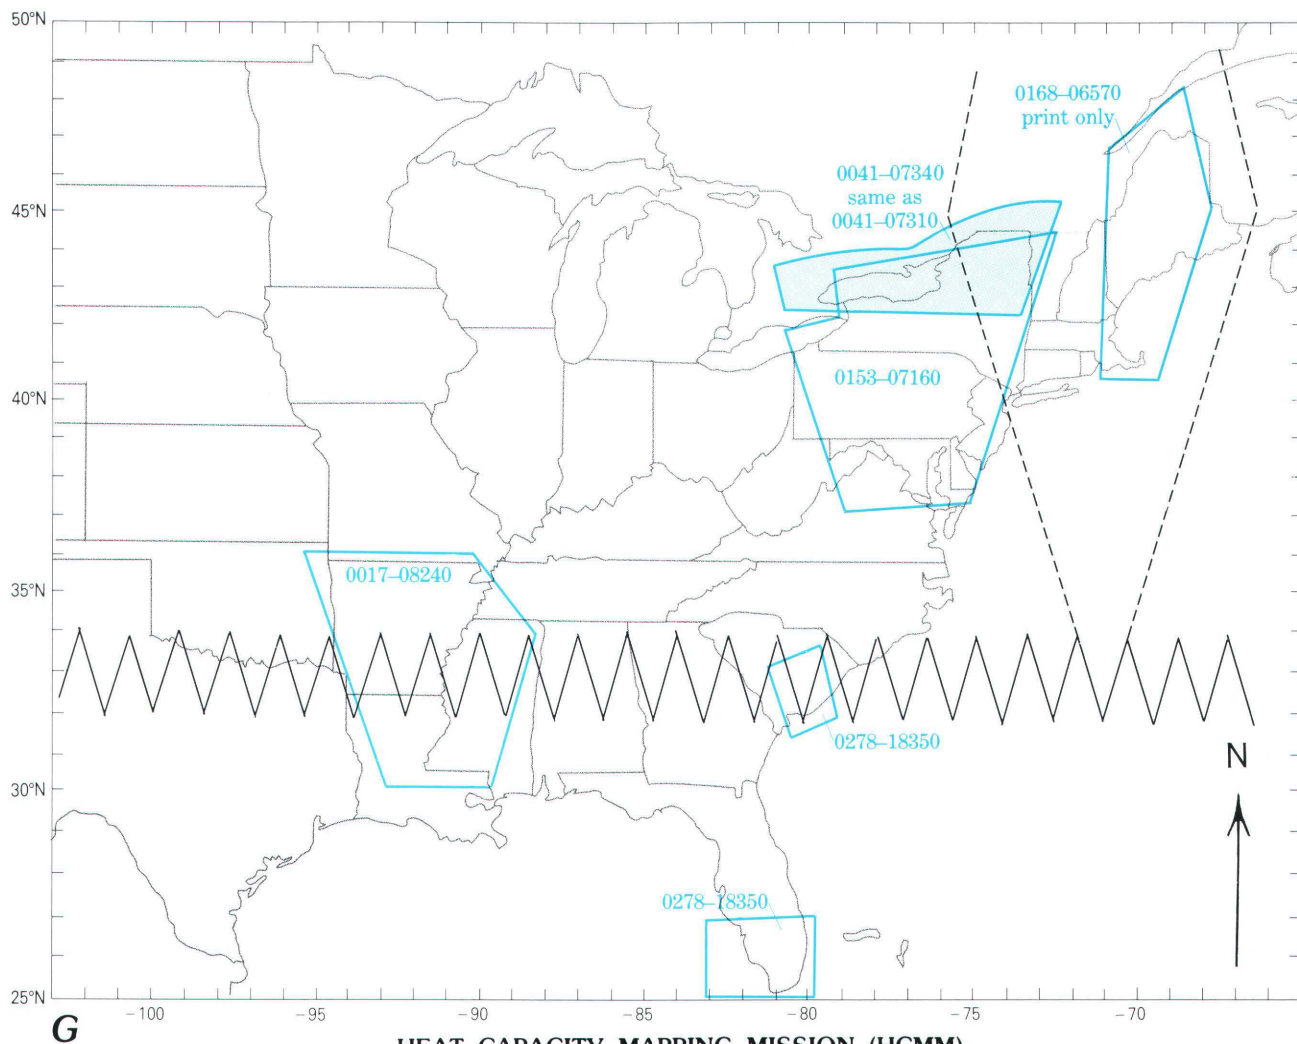 50°N
0168–06570
print only
0041–07340
same as
0041–07310
45°N
0153–07160
40°N
0017–08240
35°N
0278–18350
N
30°N
0278–18350
25°N
−100
−95
−90
−85
−80
−75
−70
G
HEAT CAPACITY MAPPING MISSION (HCMM)